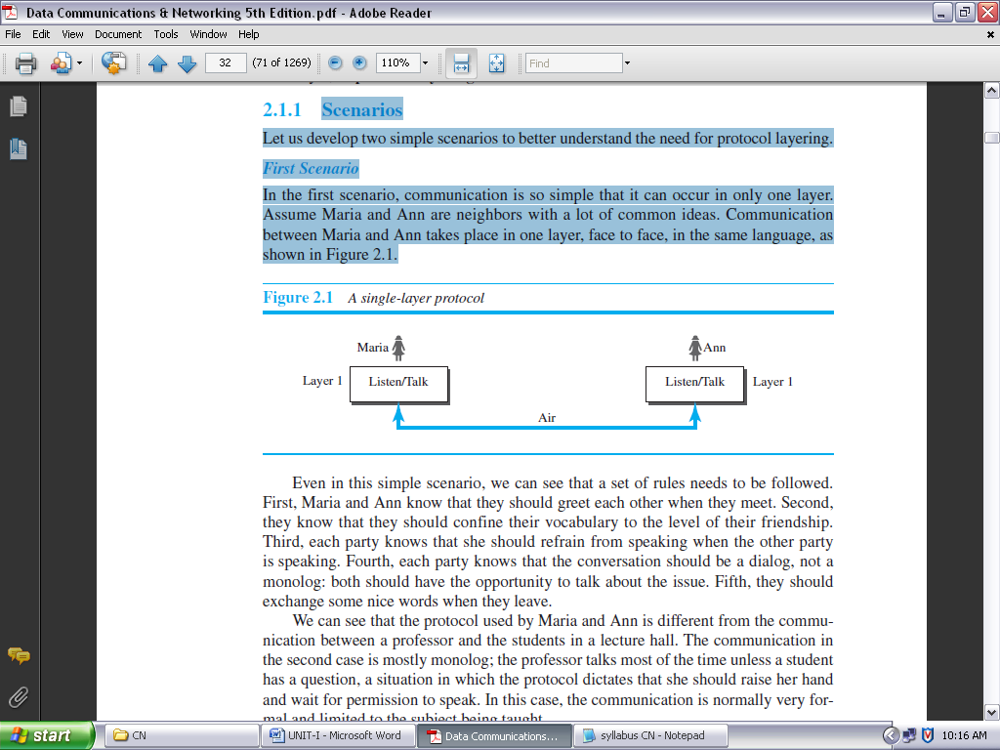 Data Communications & Networking 5th Edition.pdf - Adobe Reader
File Edit View Document Tools Window Help
32 (71 of 1269) 110% Find
2.1.1 Scenarios
Let us develop two simple scenarios to better understand the need for protocol layering.
First Scenario
In the first scenario, communication is so simple that it can occur in only one layer.
Assume Maria and Ann are neighbors with a lot of common ideas. Communication
between Maria and Ann takes place in one layer, face to face, in the same language, as
shown in Figure 2.1.
Figure 2.1 A single-layer protocol
Maria Ann
Layer 1 Listen/Talk Listen/Talk Layer 1
Air
Even in this simple scenario, we can see that a set of rules needs to be followed.
First, Maria and Ann know that they should greet each other when they meet. Second,
they know that they should confine their vocabulary to the level of their friendship.
Third, each party knows that she should refrain from speaking when the other party
is speaking. Fourth, each party knows that the conversation should be a dialog, not a
monolog: both should have the opportunity to talk about the issue. Fifth, they should
exchange some nice words when they leave.
We can see that the protocol used by Maria and Ann is different from the commu-
nication between a professor and the students in a lecture hall. The communication in
the second case is mostly monolog; the professor talks most of the time unless a student
has a question, a situation in which the protocol dictates that she should raise her hand
and wait for permission to speak. In this case, the communication is normally very for-
mal and limited to the subject being taught.
start CN UNIT-I - Microsoft Word Data Communications... syllabus CN - Notepad 10:16 AM